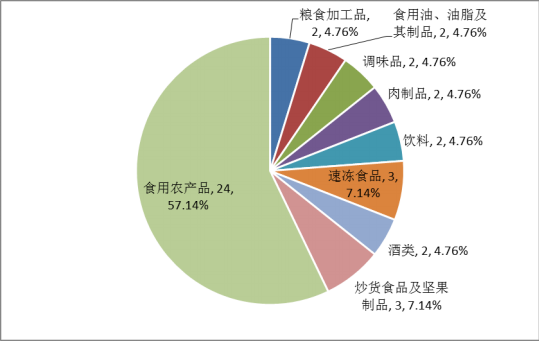 粮食加工品,
2, 4.76%
食用油、油脂及
其制品, 2, 4.76%
调味品, 2, 4.76%
肉制品, 2, 4.76%
饮料, 2, 4.76%
速冻食品, 3,
7.14%
酒类, 2, 4.76%
炒货食品及坚果
制品, 3, 7.14%
食用农产品, 24,
57.14%